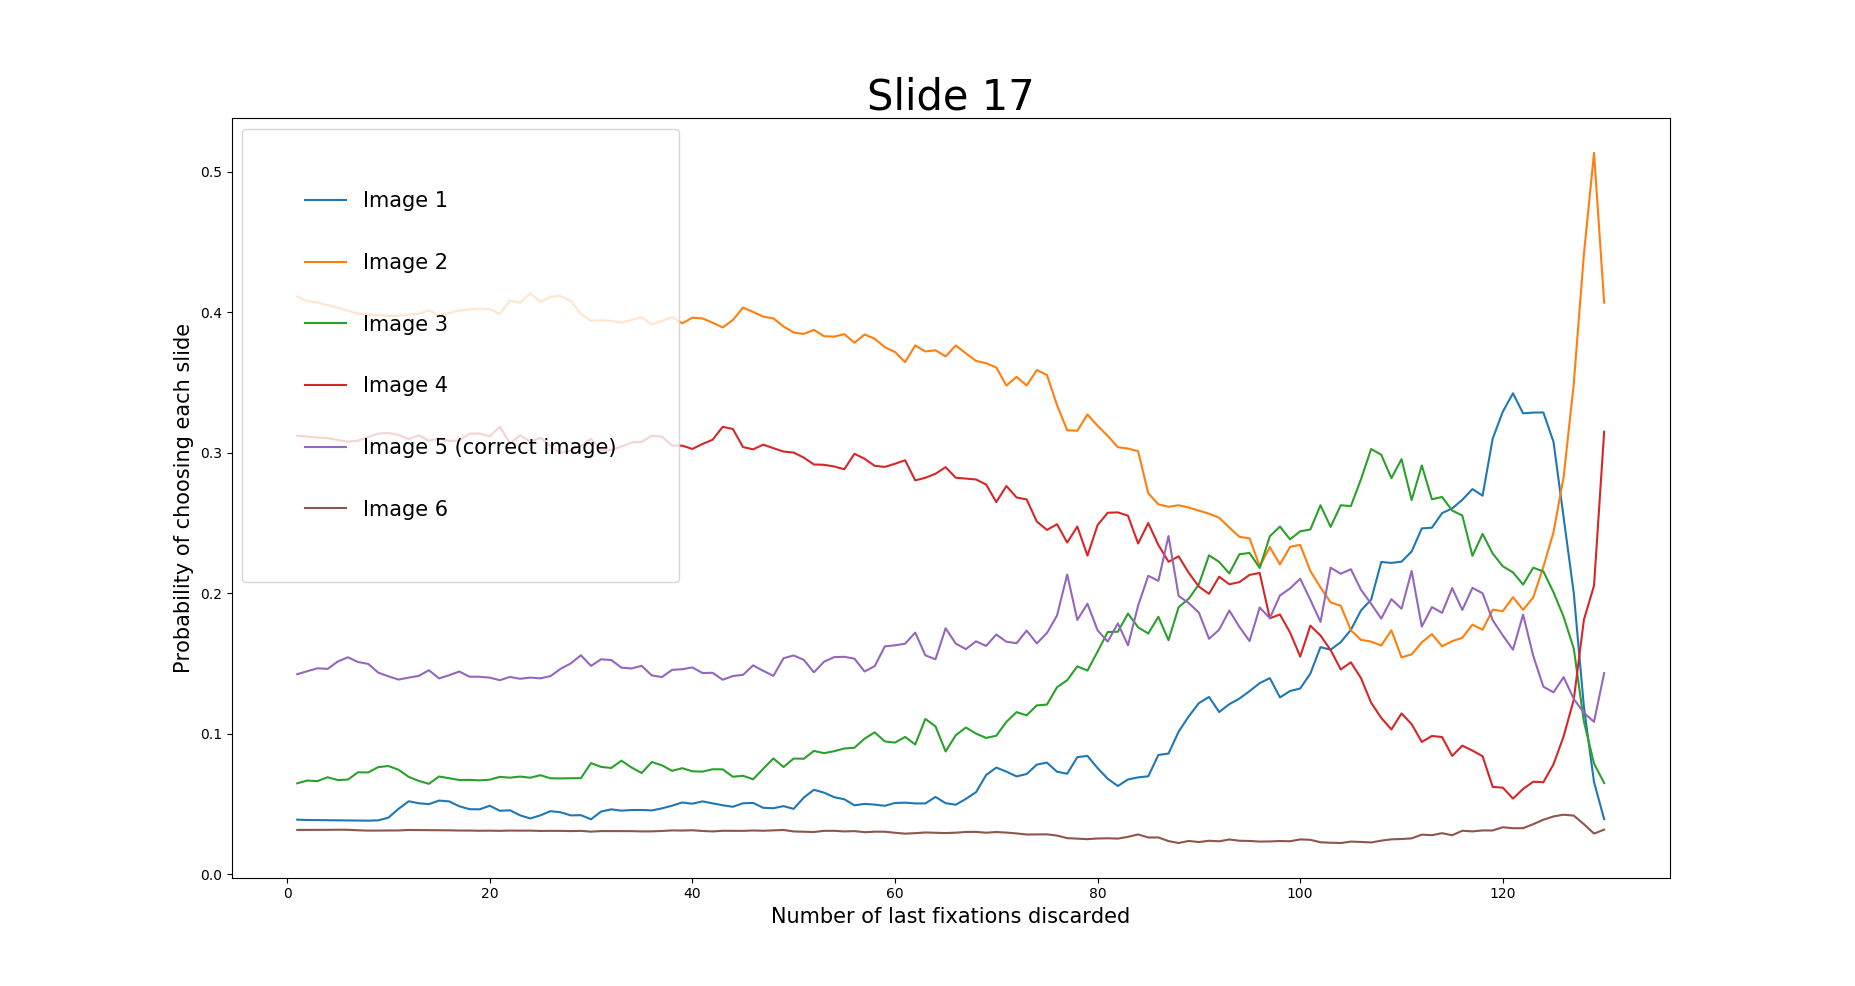 Slide 17
Image 1
Image 2
Image 3
Image 4
Image 5 (correct image)
Image 6
Probability of choosing each slide
0.5
0.4
0.3
0.2
0.1
0.0
0 20 40 60 80 100 120
Number of last fixations discarded